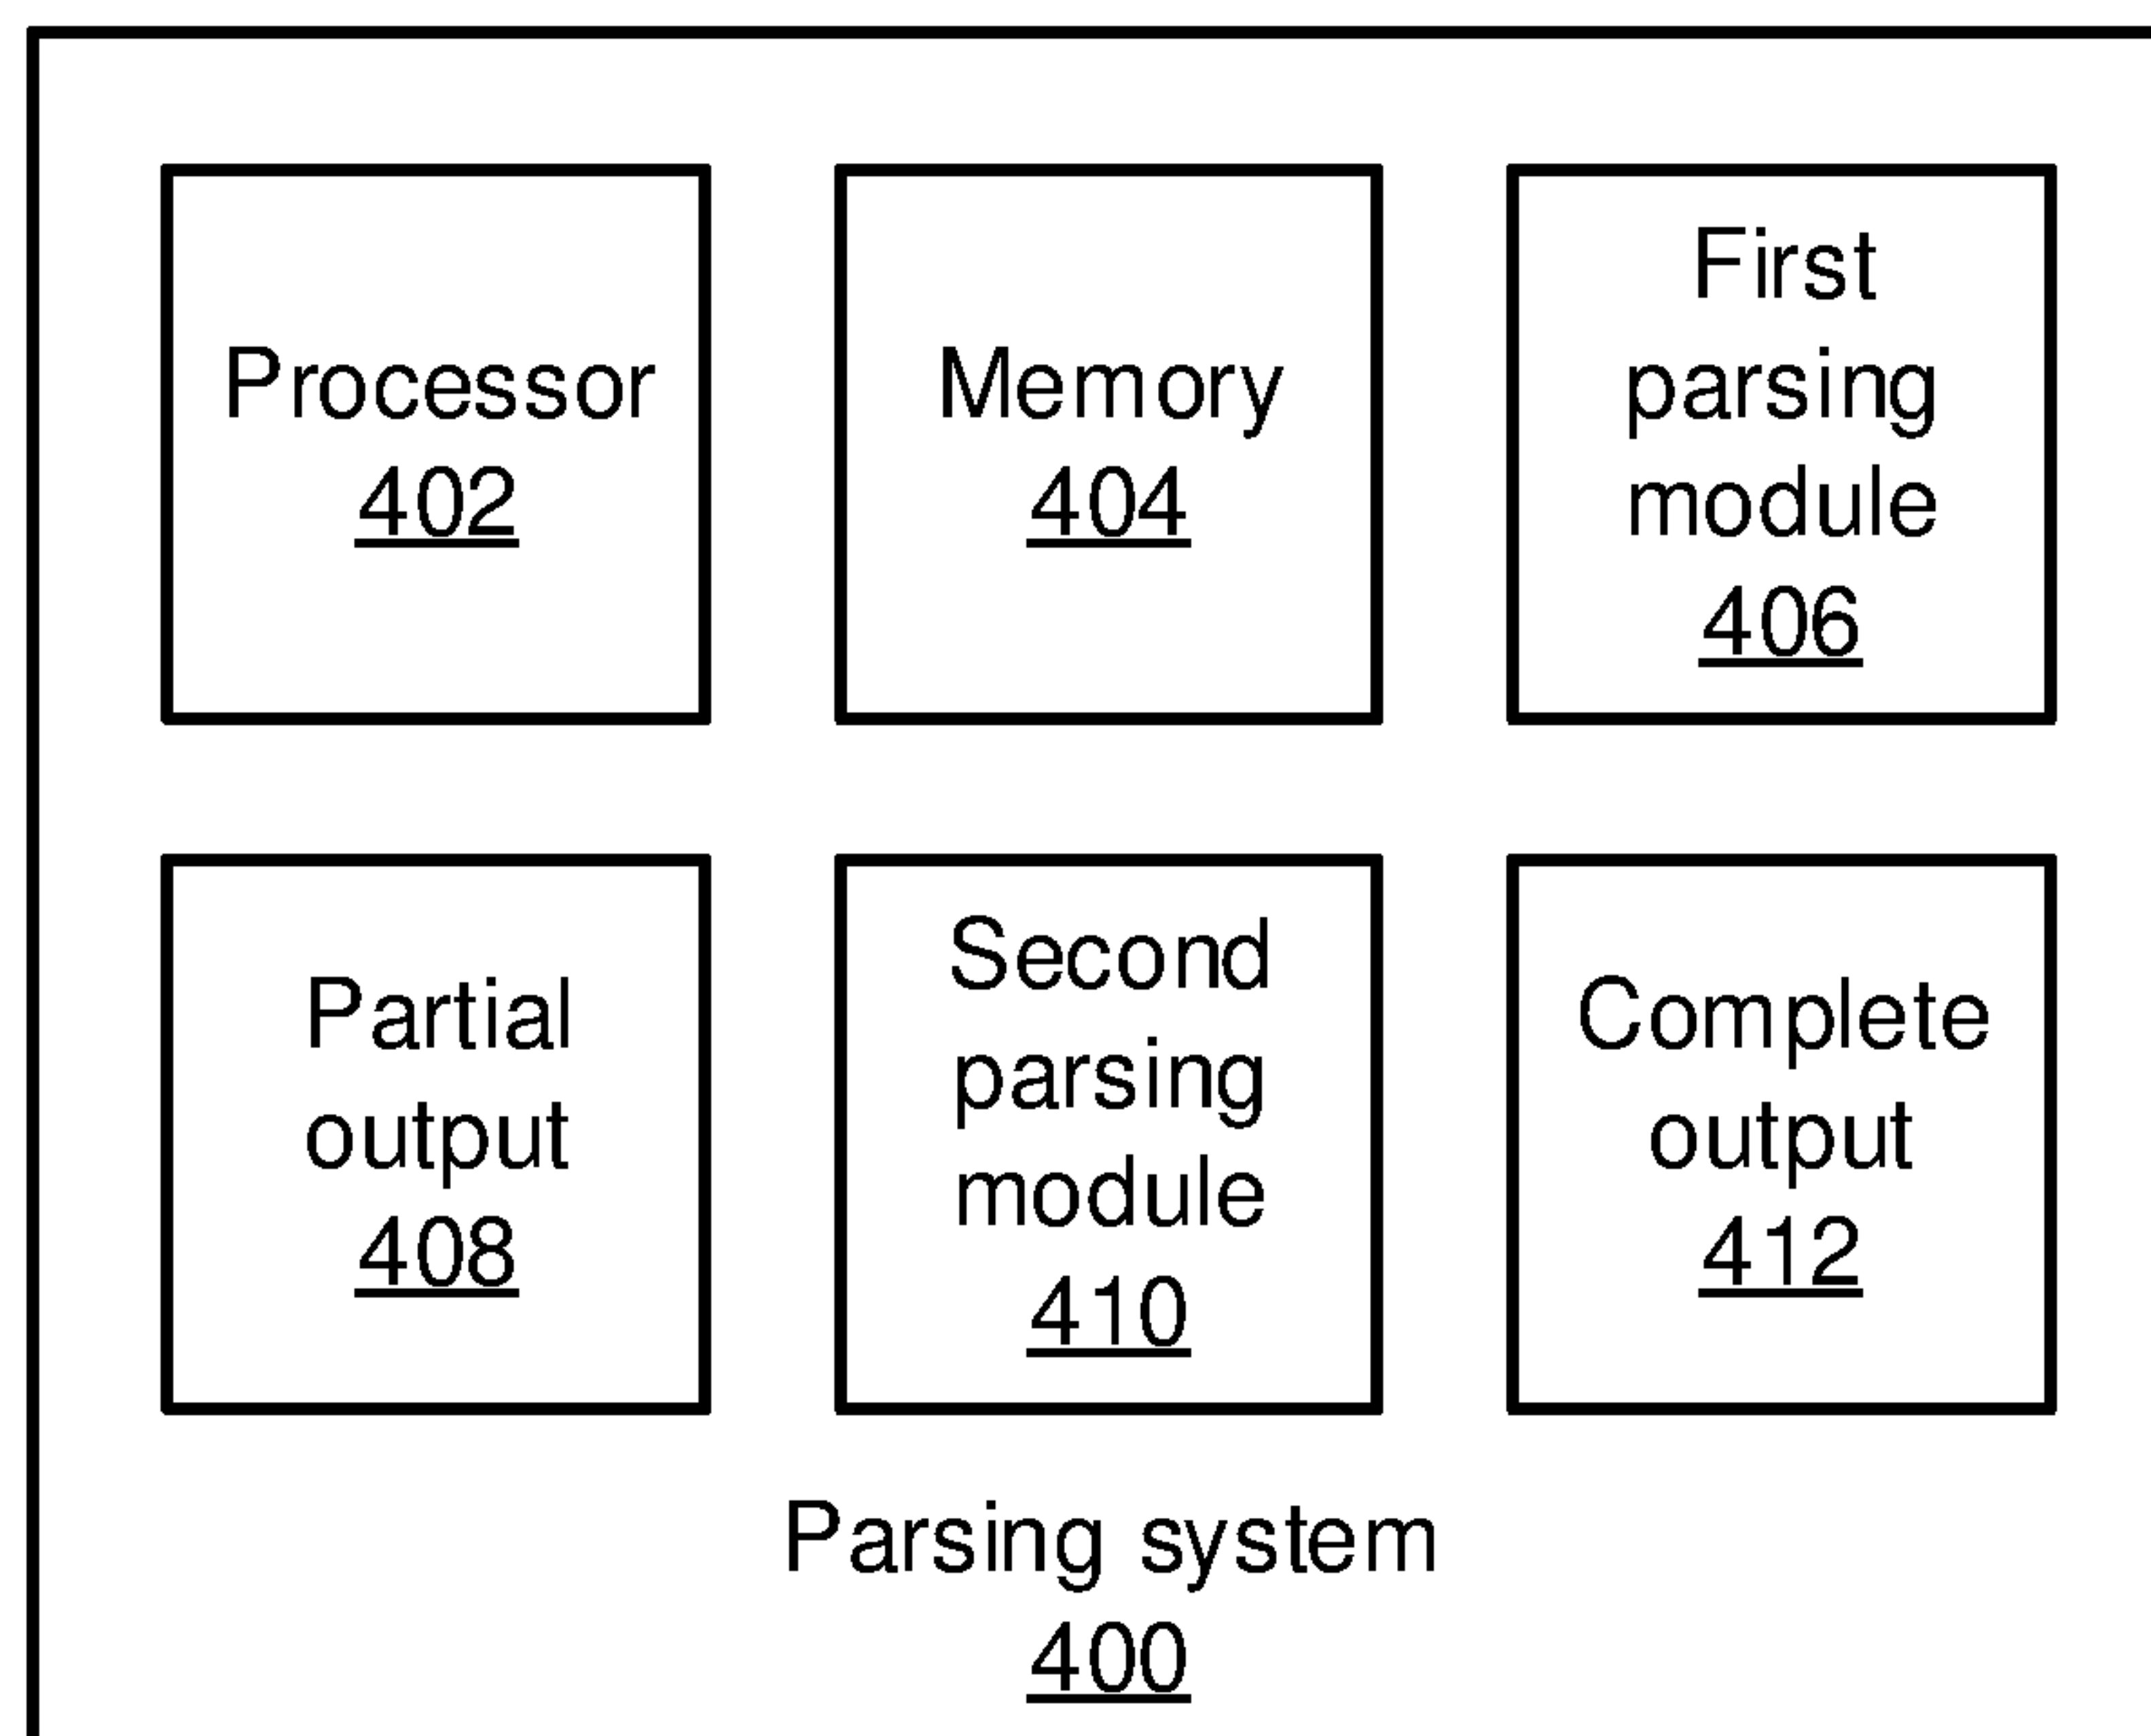 Processor
402
Memory
404
First
parsing
module
406
Partial
output
408
Second
parsing
module
410
Complete
output
412
Parsing system
400